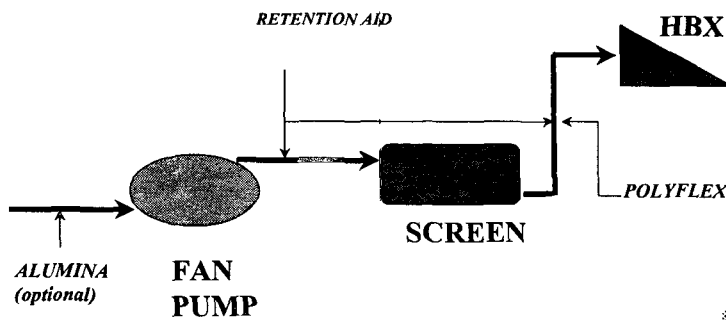 RETENTION AID
HBX
POLYFLEX
SCREEN
ALUMINA
(optional)
FAN
PUMP